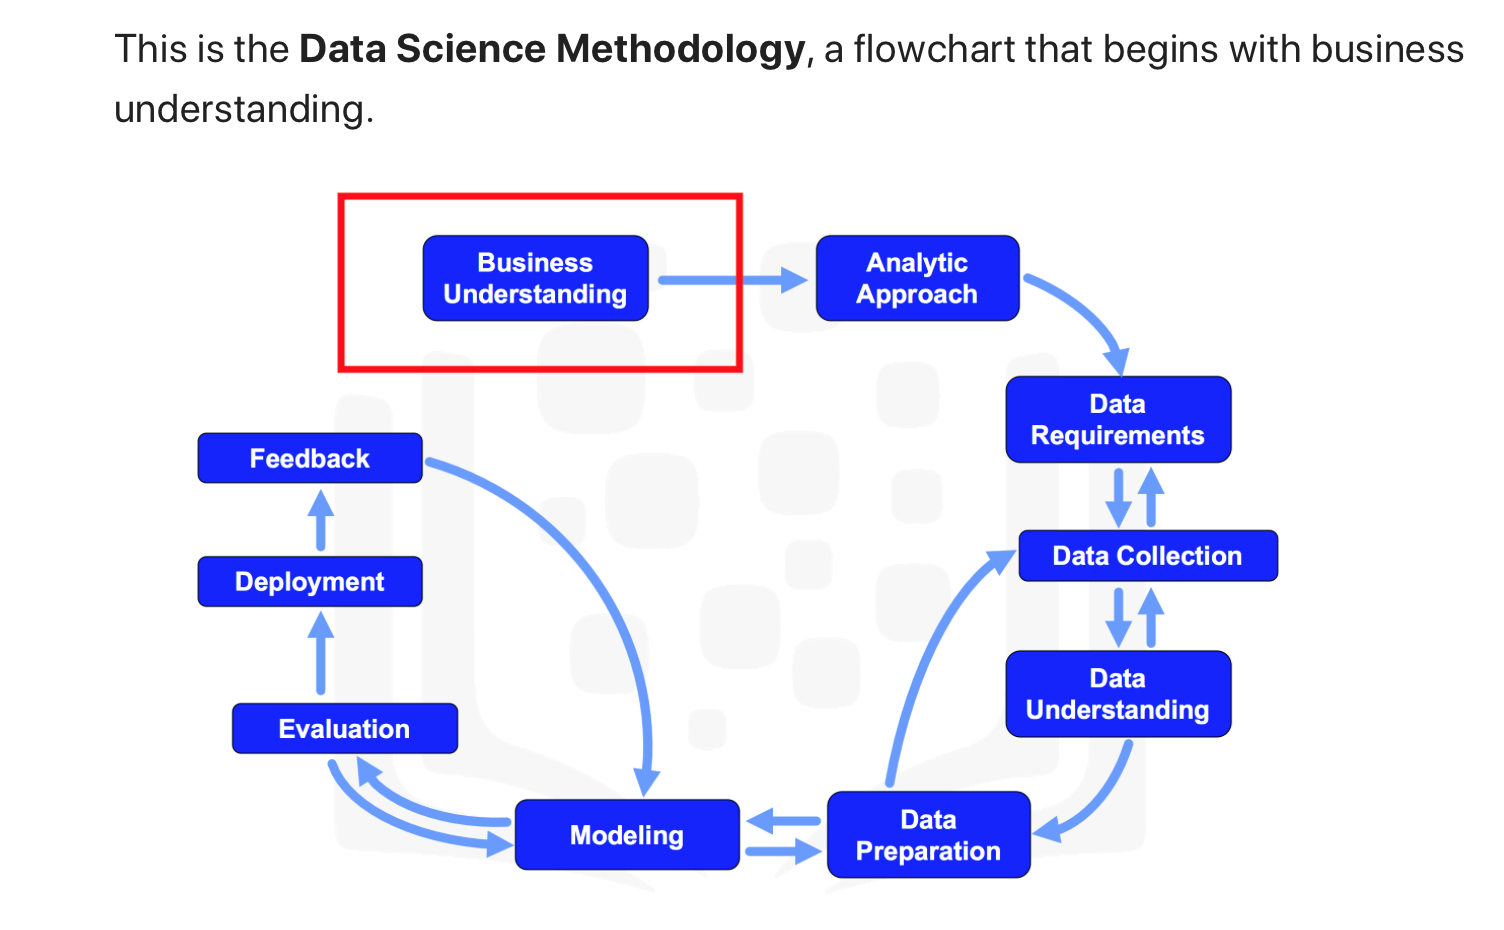 This is the Data Science Methodology, a flowchart that begins with business
understanding.
Business
Understanding
Analytic
Approach
Data
Requirements
Feedback
Data Collection
Deployment
Data
Understanding
Evaluation
Modeling
Data
Preparation